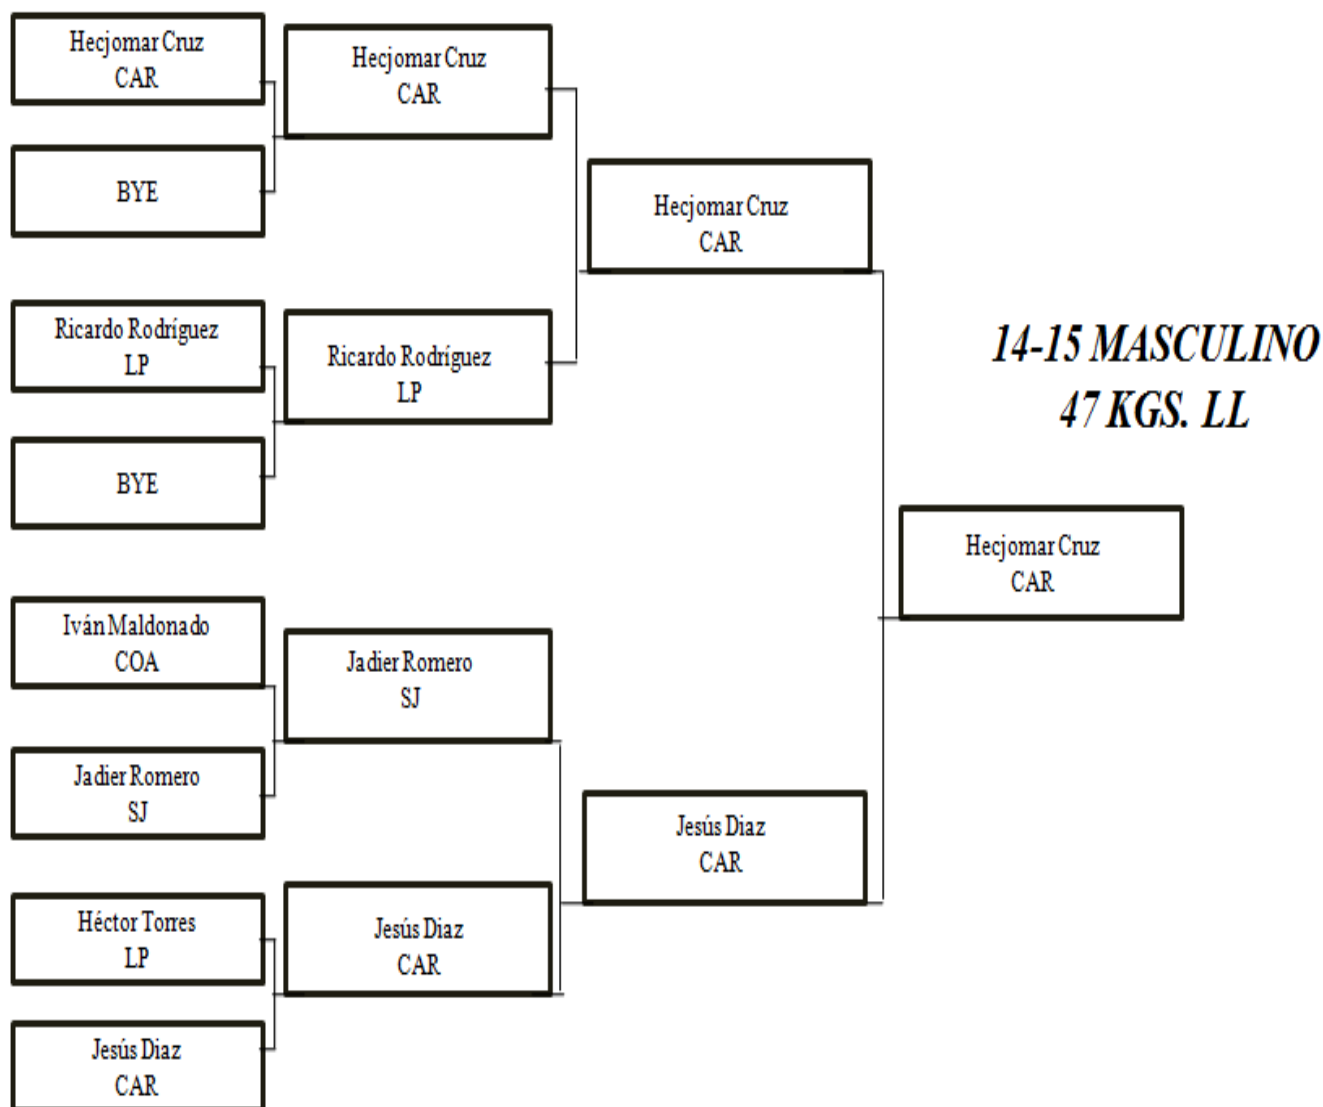 Hecjomar Cruz
CAR
BYE
Ricardo Rodríguez
LP
BYE
Iván Maldonado
COA
Jadier Romero
SJ
Héctor Torres
LP
Jesús Diaz
CAR
Hecjomar Cruz
CAR
Ricardo Rodríguez
LP
Jadier Romero
SJ
Jesús Diaz
CAR
Hecjomar Cruz
CAR
Jesús Diaz
CAR
Hecjomar Cruz
CAR
14-15 MASCULINO
47 KGS. LL